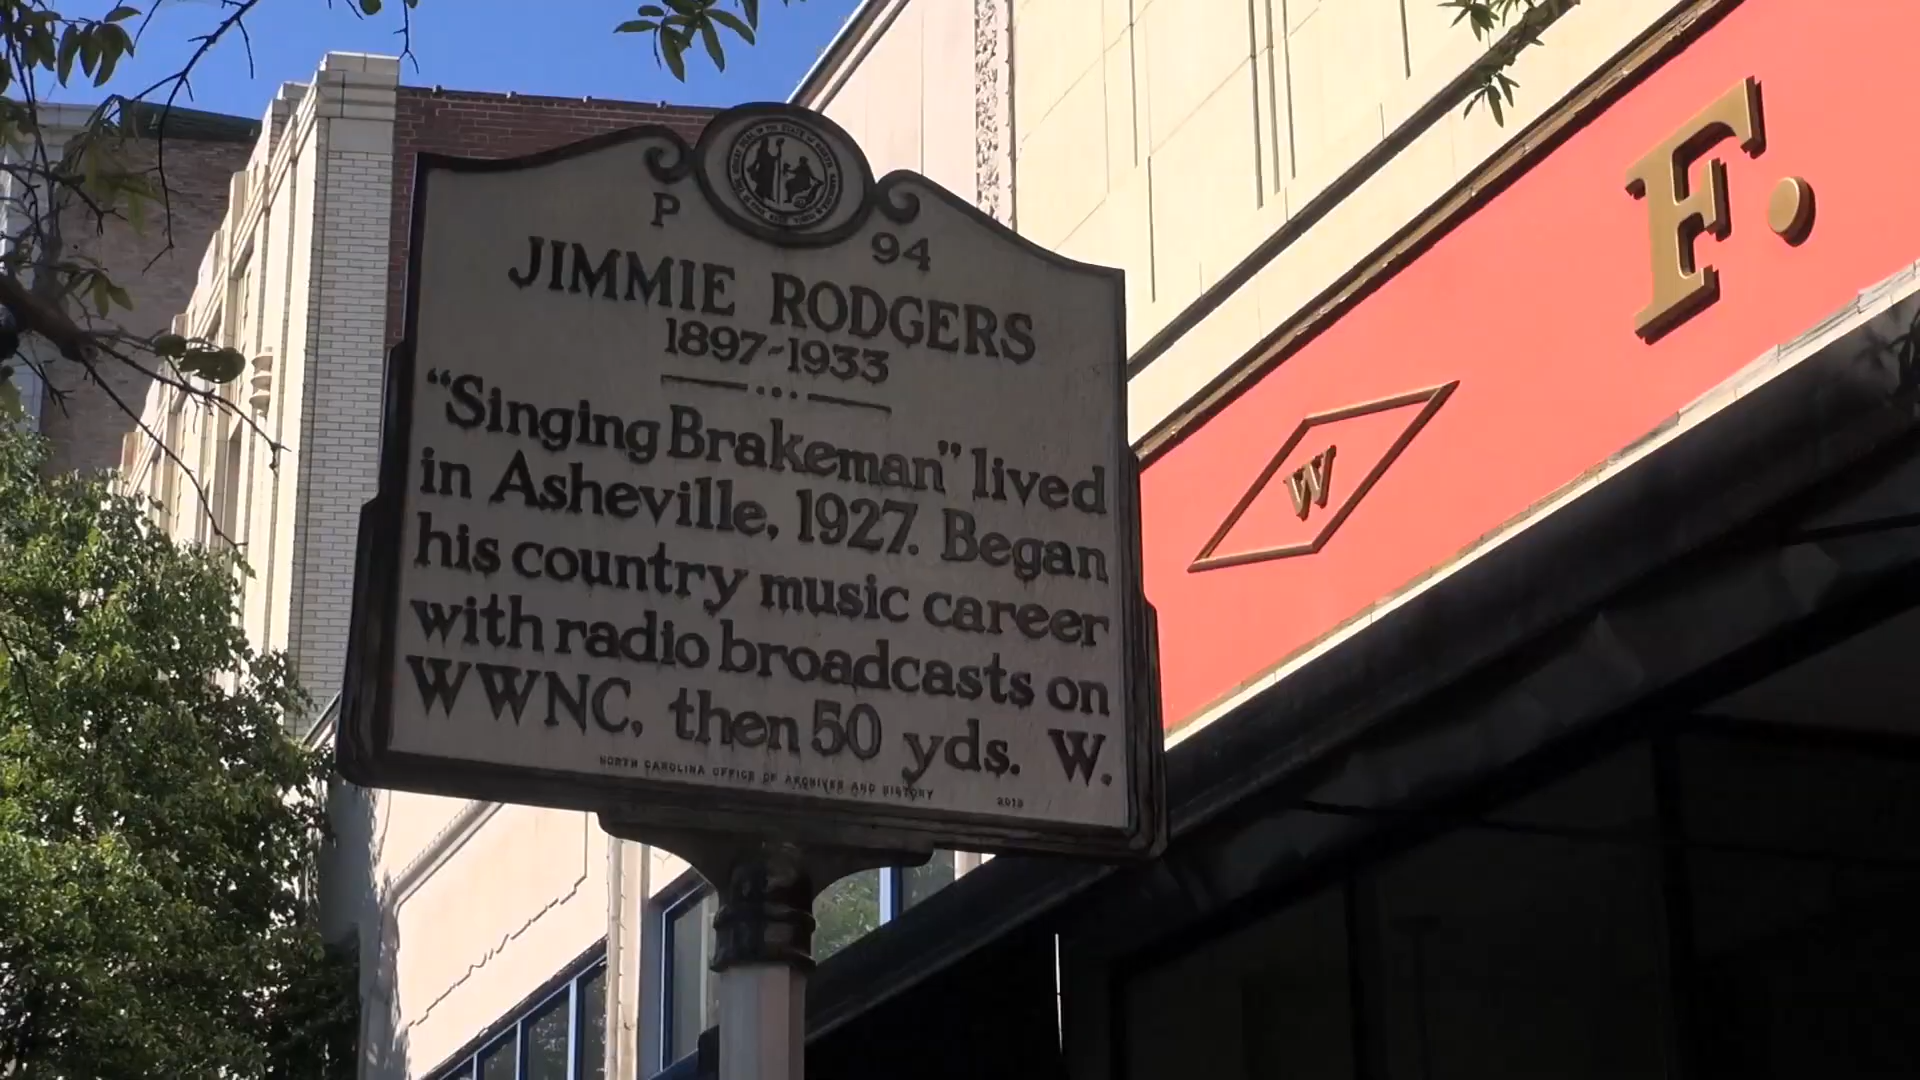 P 94
JIMMIE RODGERS
1897-1933
"Singing Brakeman" lived
in Asheville, 1927. Began
his country music career
with radio broadcasts on
WWNC, then 50 yds. W.
NORTH CAROLINA OFFICE OF ARCHIVES AND HISTORY 2013
F.
W